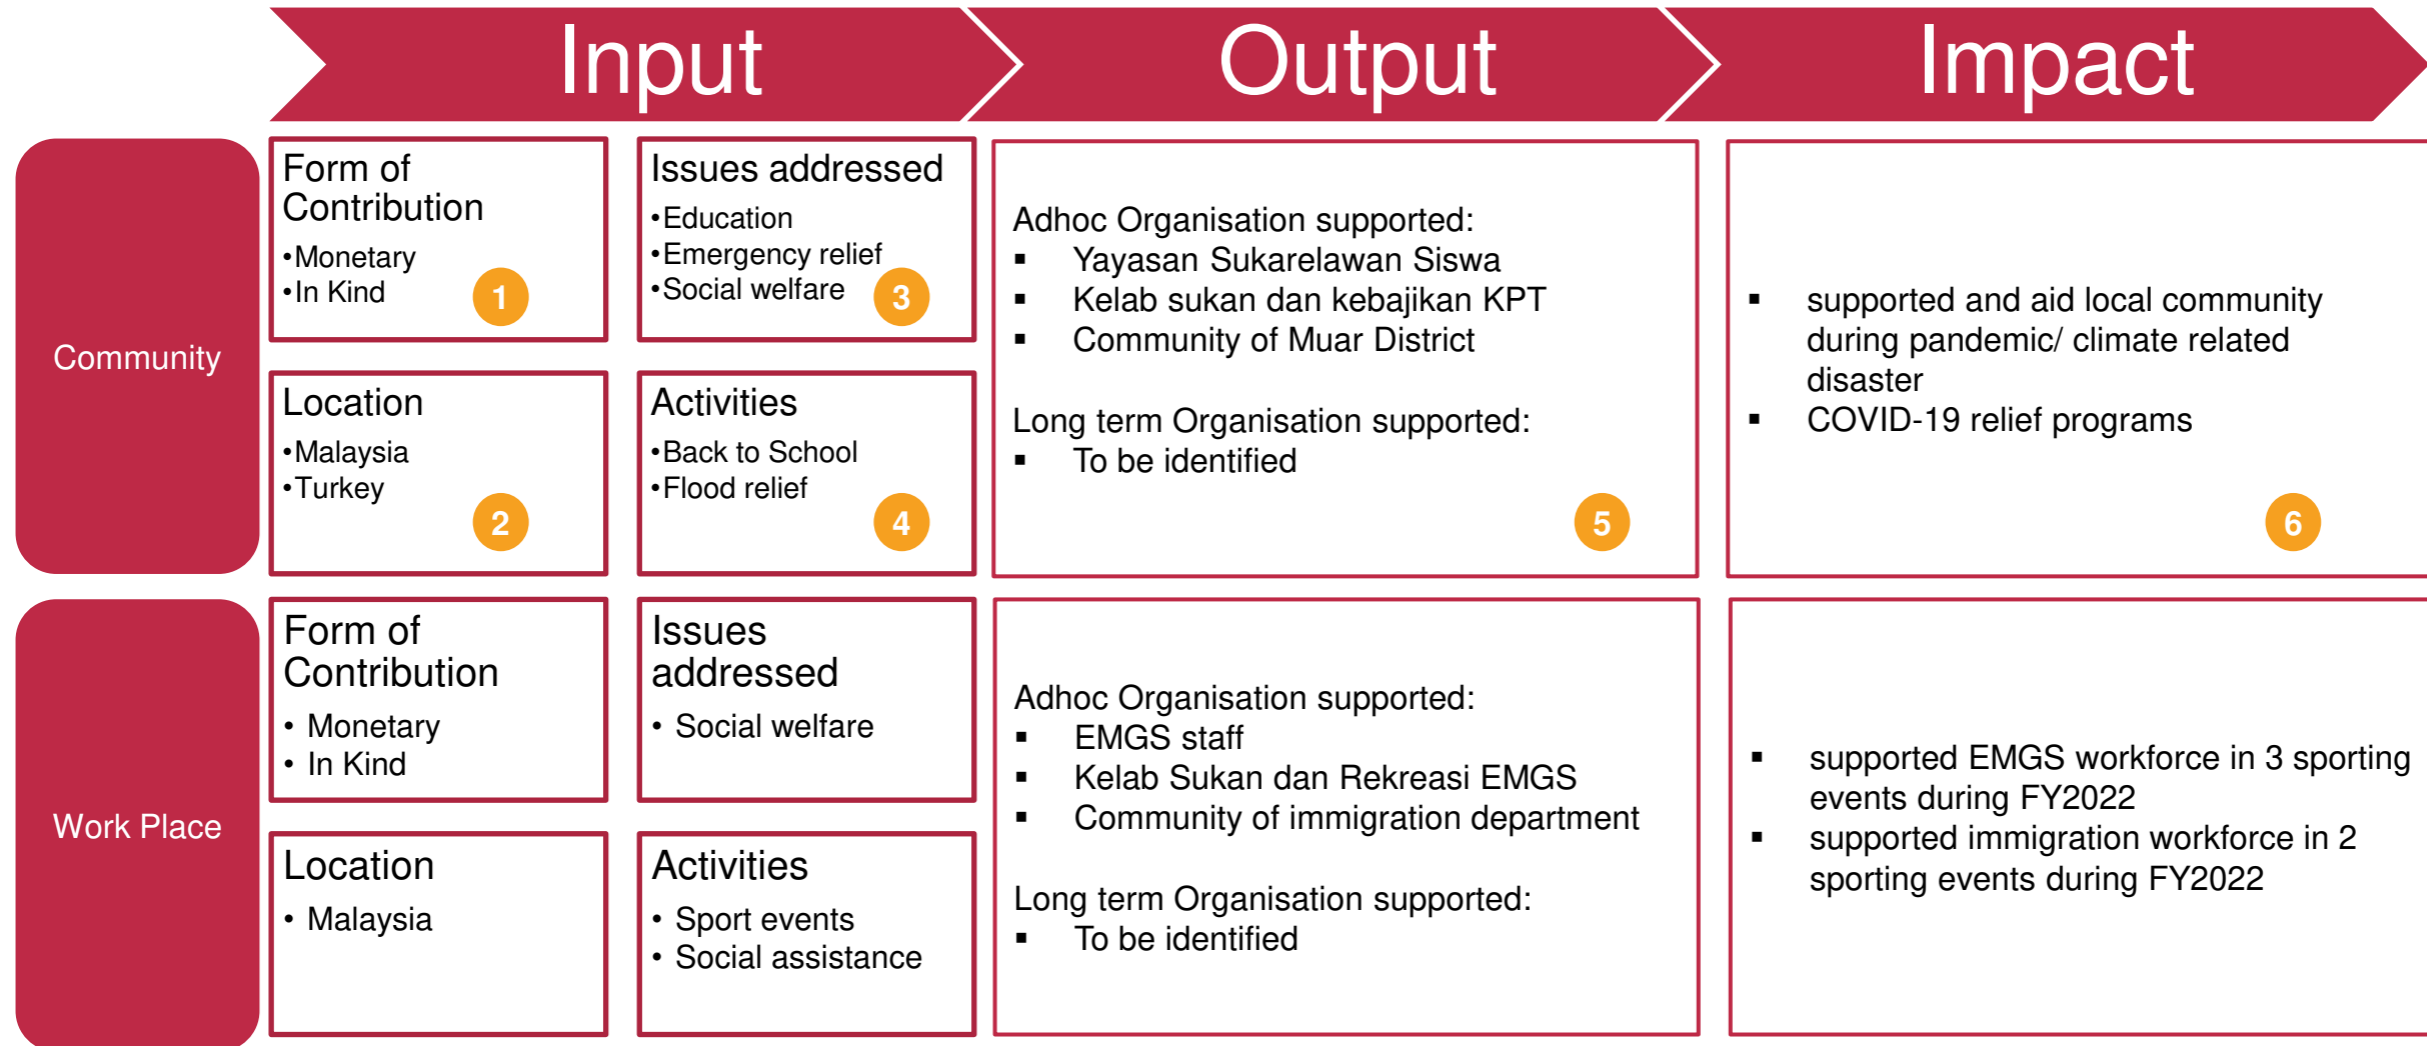 Input
Output
Impact
Community
Form of
Contribution
•Monetary
•In Kind
1
Issues addressed
•Education
•Emergency relief
•Social welfare
3
Location
•Malaysia
•Turkey
2
Activities
•Back to School
•Flood relief
4
Adhoc Organisation supported:
▪ Yayasan Sukarelawan Siswa
▪ Kelab sukan dan kebajikan KPT
▪ Community of Muar District
Long term Organisation supported:
▪ To be identified
5
▪ supported and aid local community
during pandemic/ climate related
disaster
▪ COVID-19 relief programs
6
Work Place
Form of
Contribution
• Monetary
• In Kind
Issues
addressed
• Social welfare
Location
• Malaysia
Activities
• Sport events
• Social assistance
Adhoc Organisation supported:
▪ EMGS staff
▪ Kelab Sukan dan Rekreasi EMGS
▪ Community of immigration department
Long term Organisation supported:
▪ To be identified
▪ supported EMGS workforce in 3 sporting
events during FY2022
▪ supported immigration workforce in 2
sporting events during FY2022